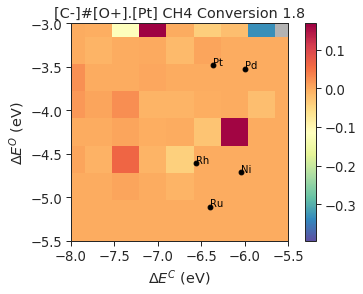 [C-]#[O+].[Pt] CH4 Conversion 1.8
−3.0
−3.5
−4.0
−4.5
−5.0
−5.5
ΔE^O (eV)
Pt
Pd
Rh
Ni
Ru
−8.0 −7.5 −7.0 −6.5 −6.0 −5.5
ΔE^C (eV)
0.1
0.0
−0.1
−0.2
−0.3